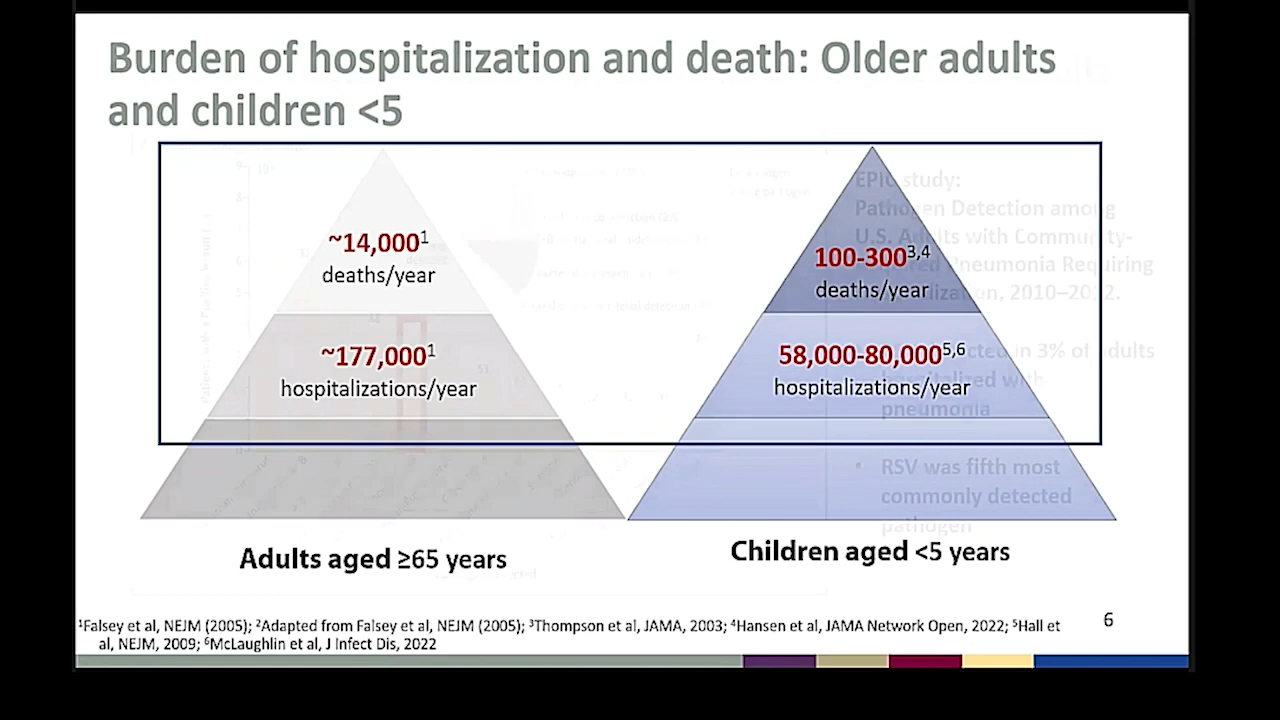 Burden of hospitalization and death: Older adults
and children <5
~14,000¹
deaths/year
~177,000¹
hospitalizations/year
Adults aged ≥65 years
100-300³,⁴
deaths/year
58,000-80,000⁵,⁶
hospitalizations/year
Children aged <5 years
EPIC study:
Pathogen Detection among
U.S. Adults with Community-
Pneumonia Requiring
2010–2012.
in 3% of adults
hospitalized with
pneumonia
• RSV was fifth most
commonly detected
pathogen
¹Falsey et al, NEJM (2005); ²Adapted from Falsey et al, NEJM (2005); ³Thompson et al, JAMA, 2003; ⁴Hansen et al, JAMA Network Open, 2022; ⁵Hall et
al, NEJM, 2009; ⁶McLaughlin et al, J Infect Dis, 2022
6